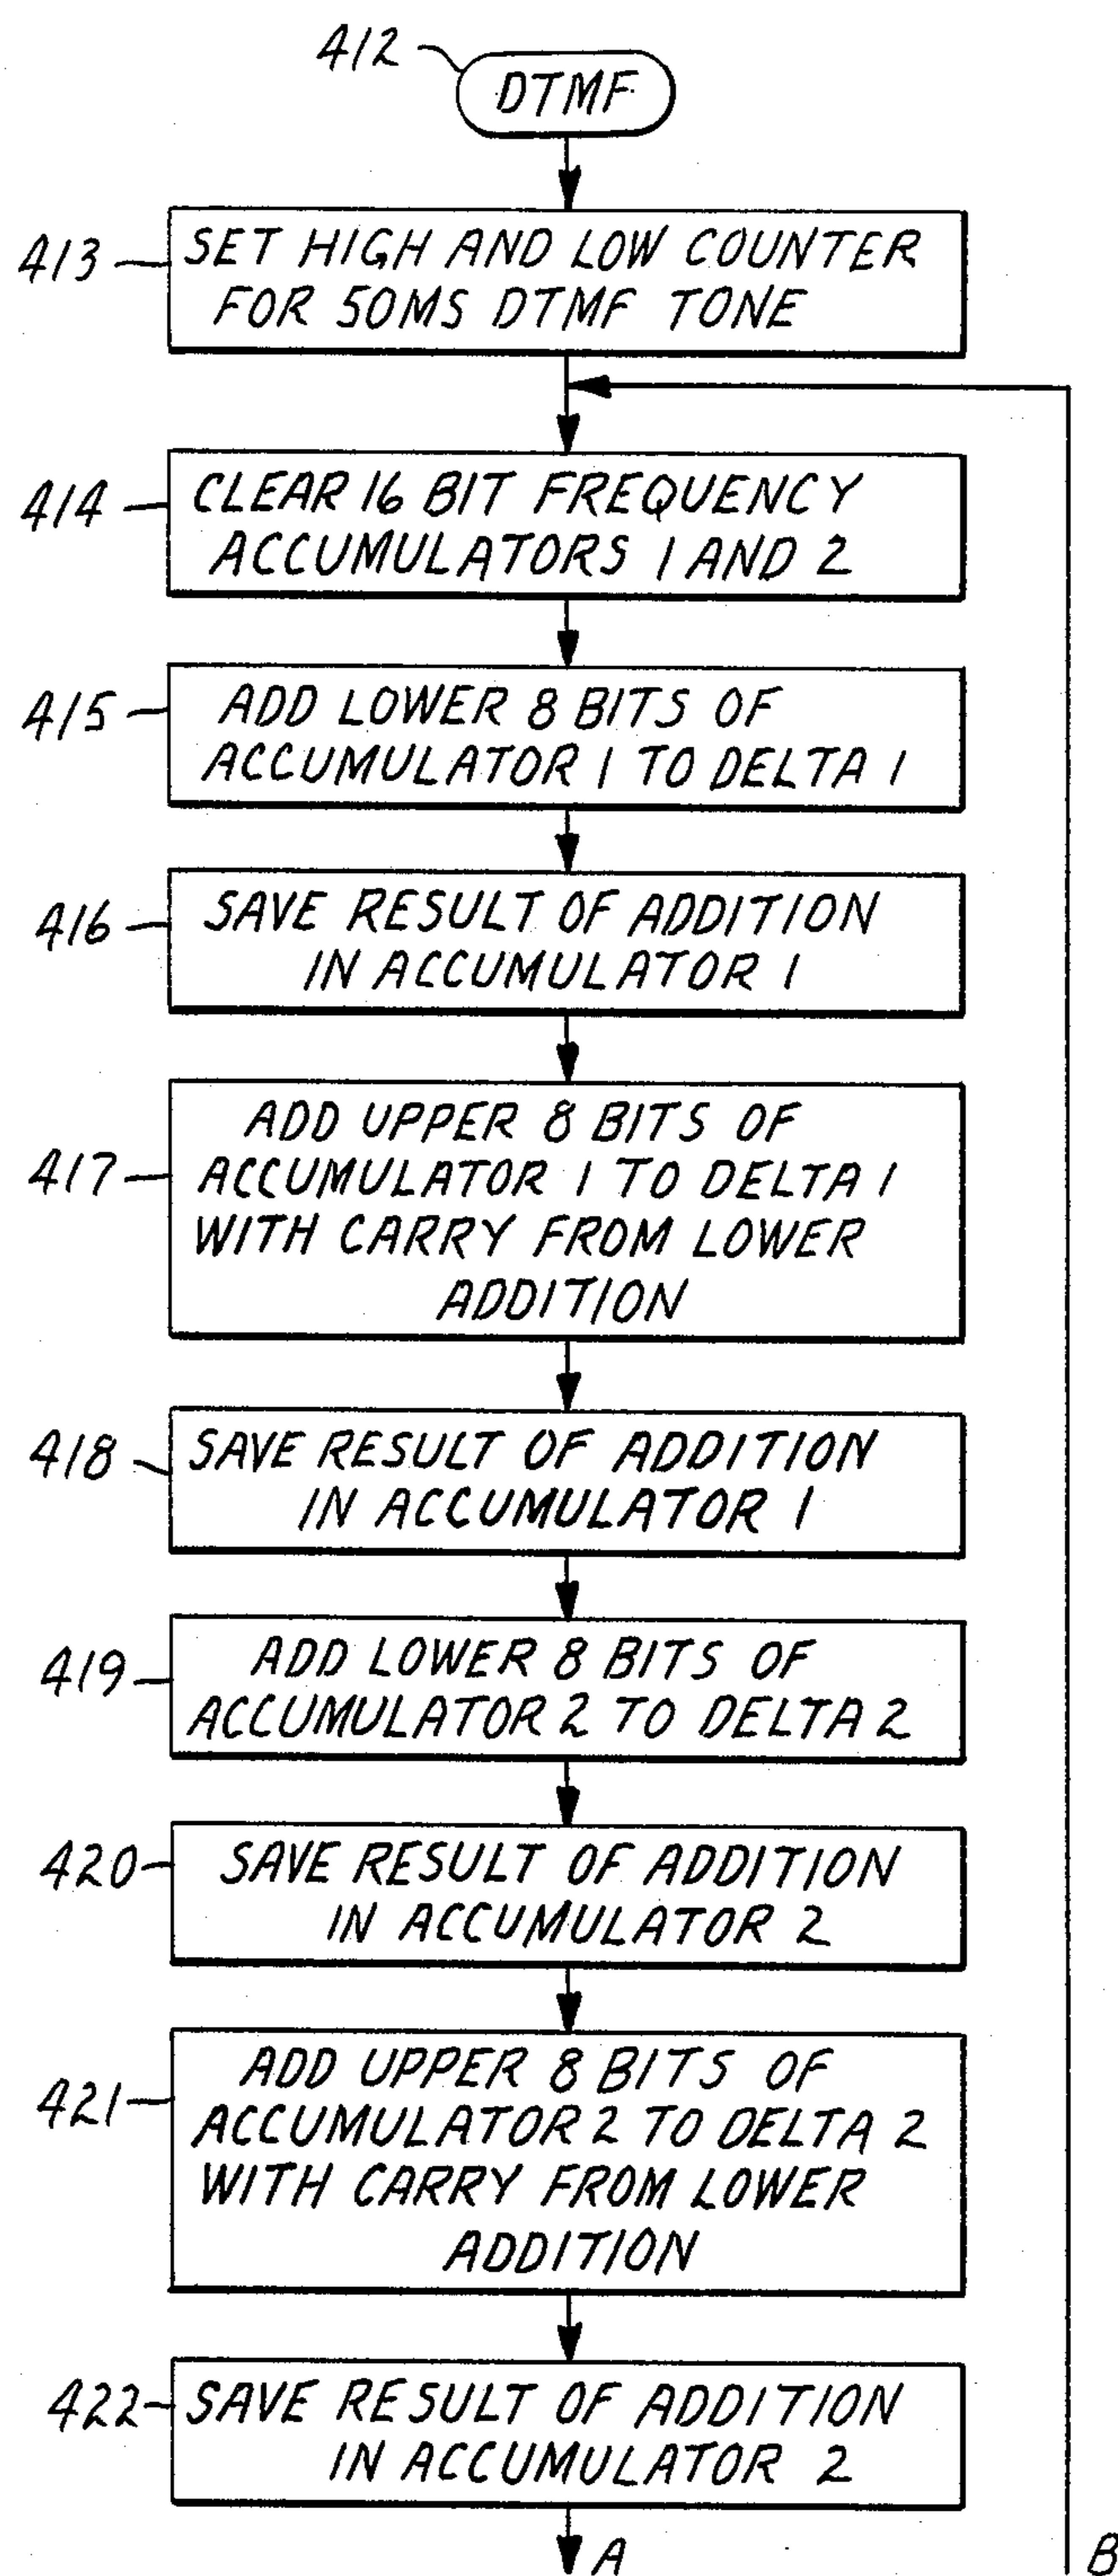 412
DTMF
413
SET HIGH AND LOW COUNTER
FOR 50MS DTMF TONE
414
CLEAR 16 BIT FREQUENCY
ACCUMULATORS 1 AND 2
415
ADD LOWER 8 BITS OF
ACCUMULATOR 1 TO DELTA 1
416
SAVE RESULT OF ADDITION
IN ACCUMULATOR 1
417
ADD UPPER 8 BITS OF
ACCUMULATOR 1 TO DELTA 1
WITH CARRY FROM LOWER
ADDITION
418
SAVE RESULT OF ADDITION
IN ACCUMULATOR 1
419
ADD LOWER 8 BITS OF
ACCUMULATOR 2 TO DELTA 2
420
SAVE RESULT OF ADDITION
IN ACCUMULATOR 2
421
ADD UPPER 8 BITS OF
ACCUMULATOR 2 TO DELTA 2
WITH CARRY FROM LOWER
ADDITION
422
SAVE RESULT OF ADDITION
IN ACCUMULATOR 2
A
B